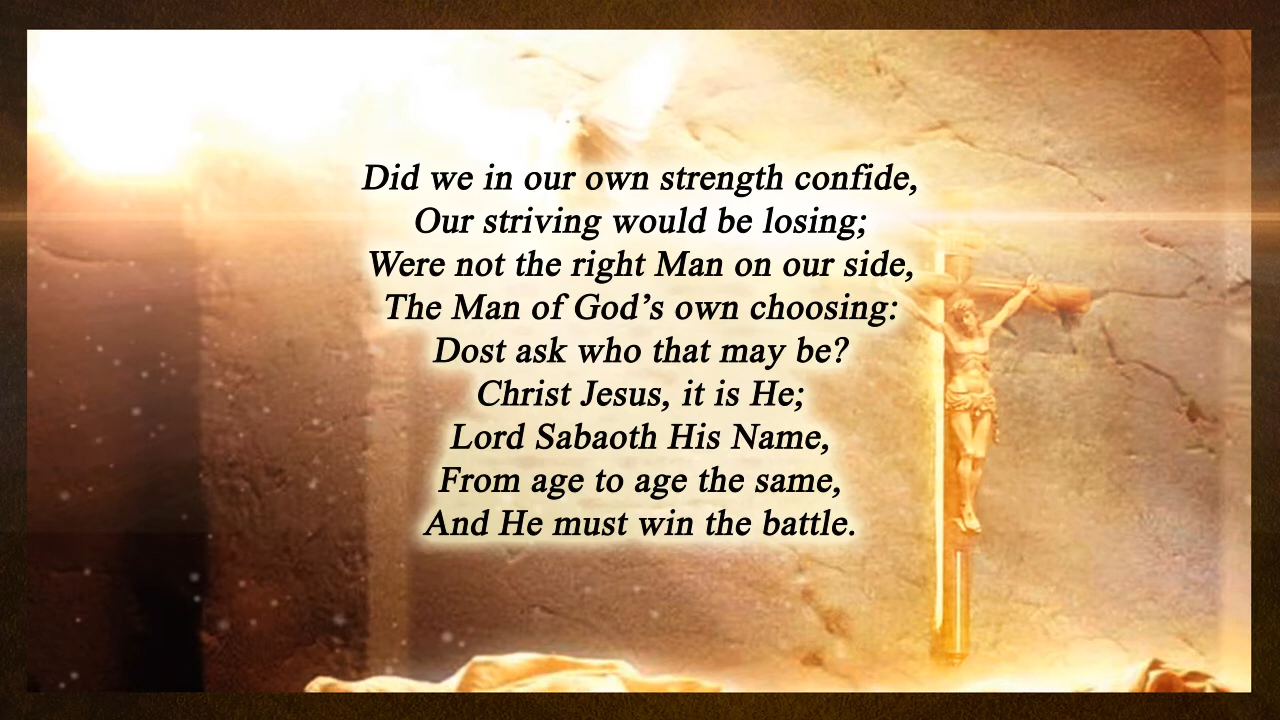 Did we in our own strength confide,
Our striving would be losing;
Were not the right Man on our side,
The Man of God’s own choosing:
Dost ask who that may be?
Christ Jesus, it is He;
Lord Sabaoth His Name,
From age to age the same,
And He must win the battle.